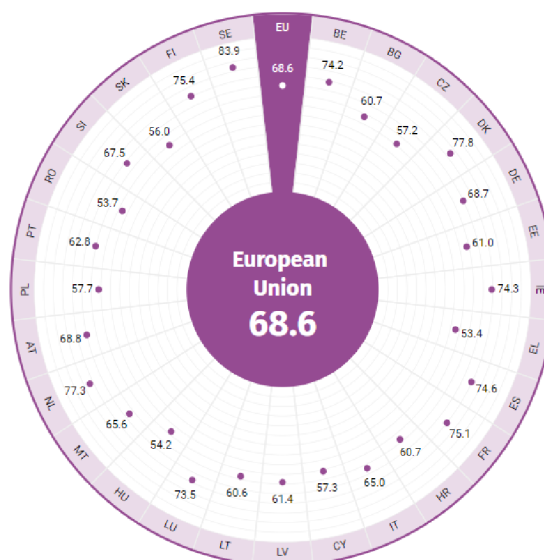 EU
68.6
BE
74.2
BG
60.7
CZ
57.2
DK
77.8
DE
68.7
EE
61.0
IE
74.3
EL
53.4
ES
74.6
FR
75.1
HR
60.7
IT
65.0
CY
57.3
LV
61.4
LT
60.6
LU
73.5
HU
54.2
MT
65.6
NL
77.3
AT
68.8
PL
57.7
PT
62.8
RO
53.7
SI
67.5
SK
56.0
FI
75.4
SE
83.9
European
Union
68.6